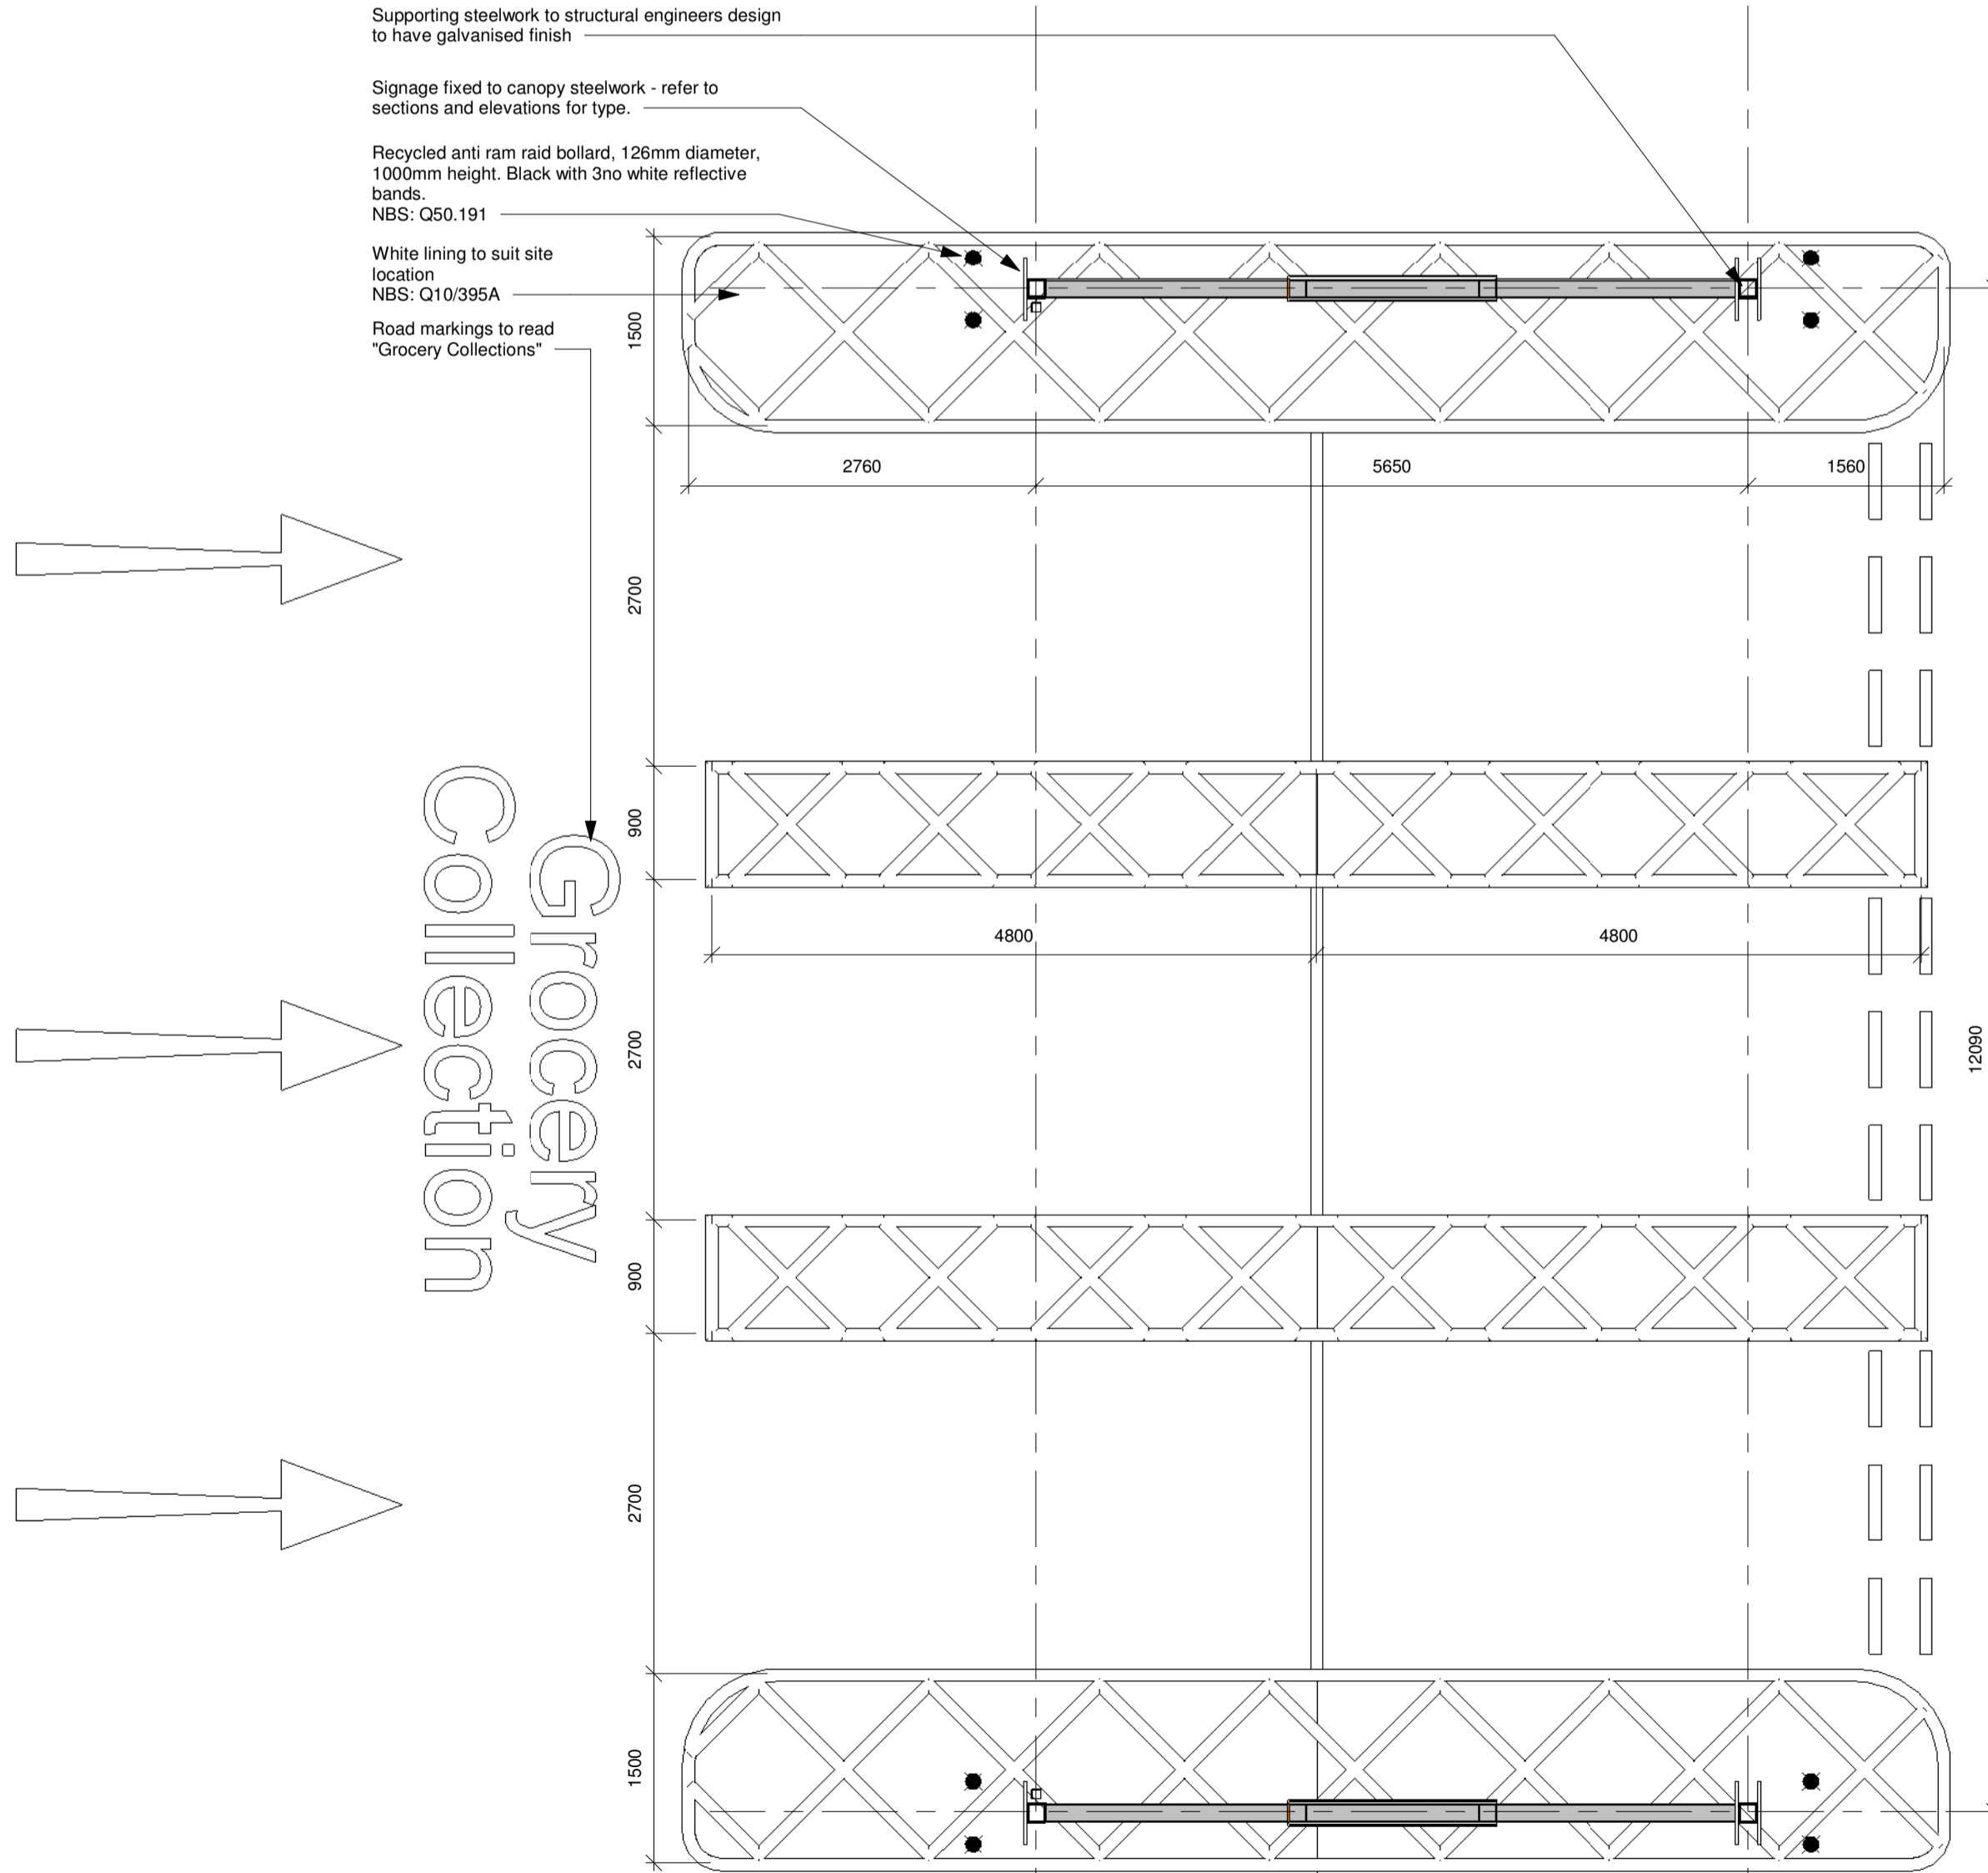 Supporting steelwork to structural engineers design
to have galvanised finish
Signage fixed to canopy steelwork - refer to
sections and elevations for type.
Recycled anti ram raid bollard, 126mm diameter,
1000mm height. Black with 3no white reflective
bands.
NBS: Q50.191
White lining to suit site
location
NBS: Q10/395A
Road markings to read
"Grocery Collections"
1500
2760
5650
1560
2700
900
4800
4800
Grocery
Collection
2700
12090
900
2700
1500